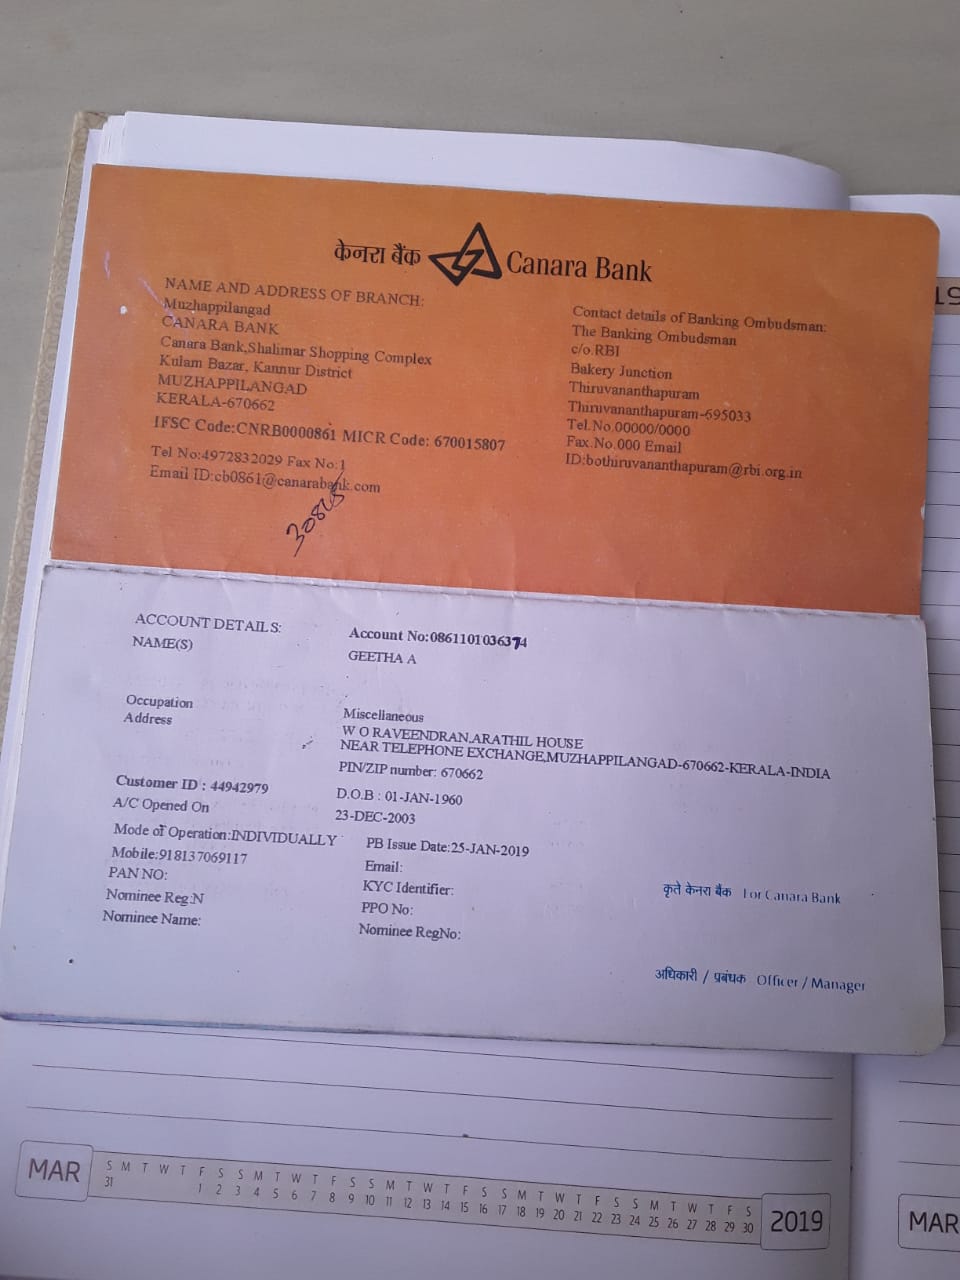 केनरा बैंक Canara Bank
NAME AND ADDRESS OF BRANCH:
Muzhappilangad
CANARA BANK
Canara Bank,Shalimar Shopping Complex
Kulam Bazar, Kannur District
MUZHAPPILANGAD
KERALA-670662
IFSC Code:CNRB0000861 MICR Code: 670015807
Tel No:4972832029 Fax No:1
Email ID:cb0861@canarabank.com
Contact details of Banking Ombudsman:
The Banking Ombudsman
c/o RBI
Bakery Junction
Thiruvananthapuram
Thiruvananthapuram-695033
Tel.No.00000/0000
Fax.No.000 Email
ID:bothiruvananthapuram@rbi.org.in
ACCOUNT DETAILS: Account No:0861101036374
NAME(S) GEETHA A
Occupation Miscellaneous
Address W O RAVEENDRAN,ARATHIL HOUSE
NEAR TELEPHONE EXCHANGE,MUZHAPPILANGAD-670662-KERALA-INDIA
PIN/ZIP number: 670662
Customer ID : 44942979 D.O.B : 01-JAN-1960
A/C Opened On 23-DEC-2003
Mode of Operation:INDIVIDUALLY PB Issue Date:25-JAN-2019
Mobile:918137069117 Email:
PAN NO: KYC Identifier:
Nominee Reg:N PPO No:
Nominee Name: Nominee RegNo:
कृते केनरा बैंक For Canara Bank
अधिकारी / प्रबंधक Officer / Manager
MAR
S M T W T F S S M T W T F S S M T W T F S S M T W T F S S M T W T F S
31 1 2 3 4 5 6 7 8 9 10 11 12 13 14 15 16 17 18 19 20 21 22 23 24 25 26 27 28 29 30
2019
MAR